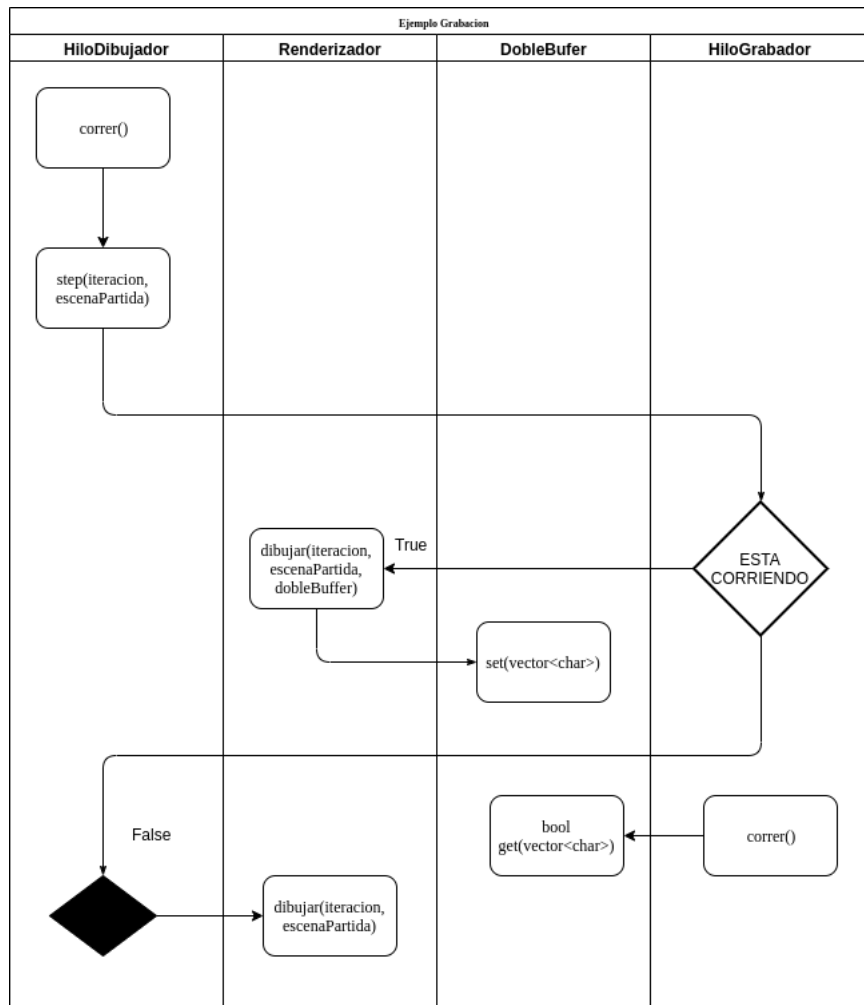 Ejemplo Grabacion
HiloDibujador
Renderizador
DobleBufer
HiloGrabador
correr()
step(iteracion,
escenaPartida)
ESTA
CORRIENDO
True
dibujar(iteracion,
escenaPartida,
dobleBuffer)
set(vector<char>)
False
bool
get(vector<char>)
correr()
dibujar(iteracion,
escenaPartida)